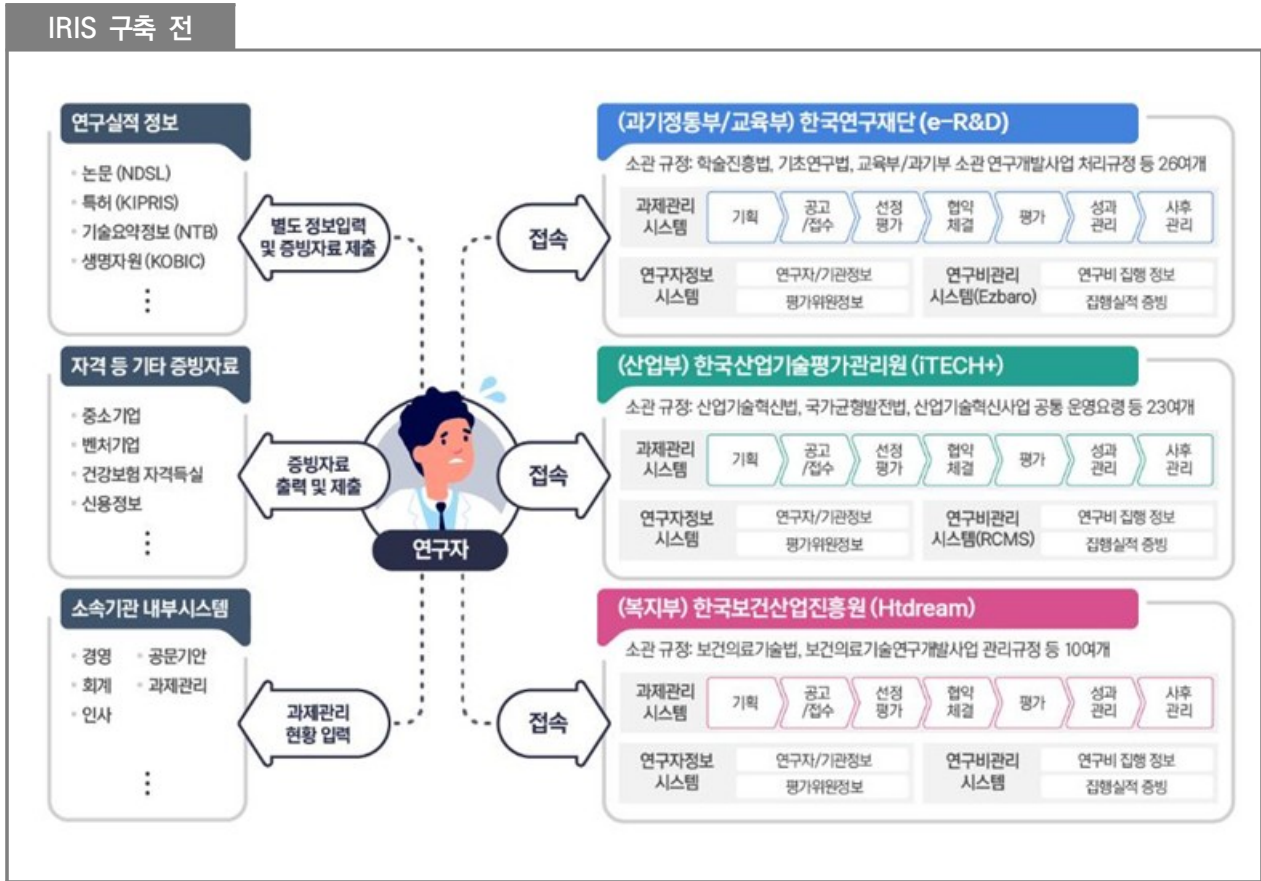 IRIS 구축 전
연구실적 정보
논문 (NDSL)
특허 (KIPRIS)
기술요약정보 (NTB)
생명자원 (KOBIC)
별도 정보입력
및 증빙자료 제출
자격 등 기타 증빙자료
중소기업
벤처기업
건강보험 자격득실
신용정보
증빙자료
출력 및 제출
소속기관 내부시스템
경영 공문기안
회계 과제관리
인사
과제관리
현황 입력
연구자
접속
(과기정통부/교육부) 한국연구재단 (e-R&D)
소관 규정: 학술진흥법, 기초연구법, 교육부/과기부 소관 연구개발사업 처리규정 등 26여개
과제관리
시스템
기획
공고
/접수
선정
평가
협약
체결
평가
성과
관리
사후
관리
연구자정보
시스템
연구자/기관정보
평가위원정보
연구비관리
시스템(Ezbaro)
연구비 집행 정보
집행실적 증빙
접속
(산업부) 한국산업기술평가관리원 (iTECH+)
소관 규정: 산업기술혁신법, 국가균형발전법, 산업기술혁신사업 공통 운영요령 등 23여개
과제관리
시스템
기획
공고
/접수
선정
평가
협약
체결
평가
성과
관리
사후
관리
연구자정보
시스템
연구자/기관정보
평가위원정보
연구비관리
시스템(RCMS)
연구비 집행 정보
집행실적 증빙
접속
(복지부) 한국보건산업진흥원 (Htdream)
소관 규정: 보건의료기술법, 보건의료기술연구개발사업 관리규정 등 10여개
과제관리
시스템
기획
공고
/접수
선정
평가
협약
체결
평가
성과
관리
사후
관리
연구자정보
시스템
연구자/기관정보
평가위원정보
연구비관리
시스템
연구비 집행 정보
집행실적 증빙